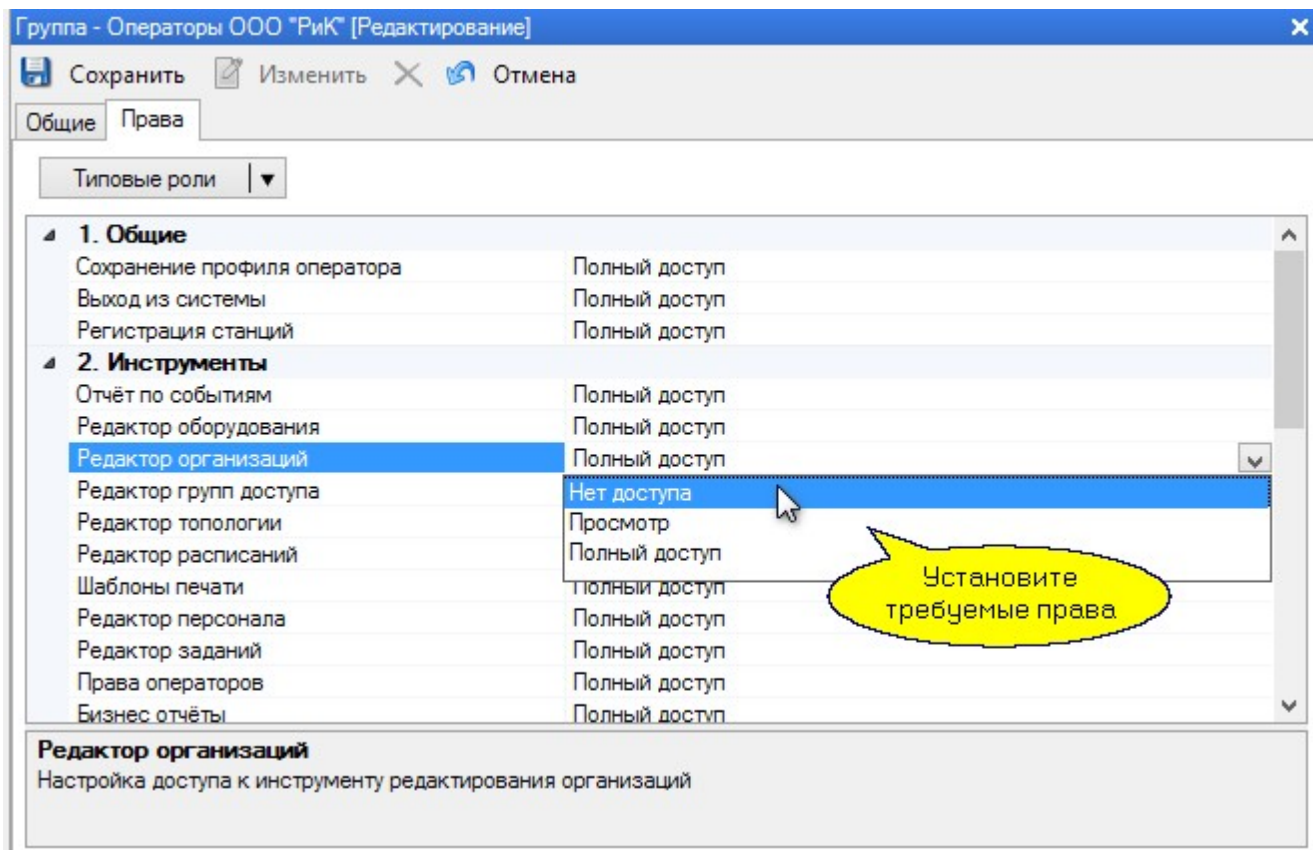 Группа - Операторы ООО "РиК" [Редактирование]
Сохранить Изменить Отмена
Общие Права
Типовые роли
1. Общие
Сохранение профиля оператора Полный доступ
Выход из системы Полный доступ
Регистрация станций Полный доступ
2. Инструменты
Отчёт по событиям Полный доступ
Редактор оборудования Полный доступ
Редактор организаций Полный доступ
Редактор групп доступа Нет доступа
Редактор топологии Просмотр
Редактор расписаний Полный доступ
Шаблоны печати Полный доступ
Установите
требуемые права
Редактор персонала Полный доступ
Редактор заданий Полный доступ
Права операторов Полный доступ
Бизнес отчёты Полный доступ
Редактор организаций
Настройка доступа к инструменту редактирования организаций